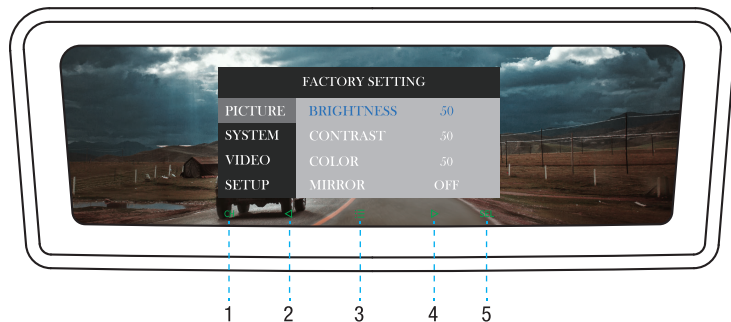 FACTORY SETTING
PICTURE BRIGHTNESS 50
SYSTEM CONTRAST 50
VIDEO COLOR 50
SETUP MIRROR OFF
1 2 3 4 5